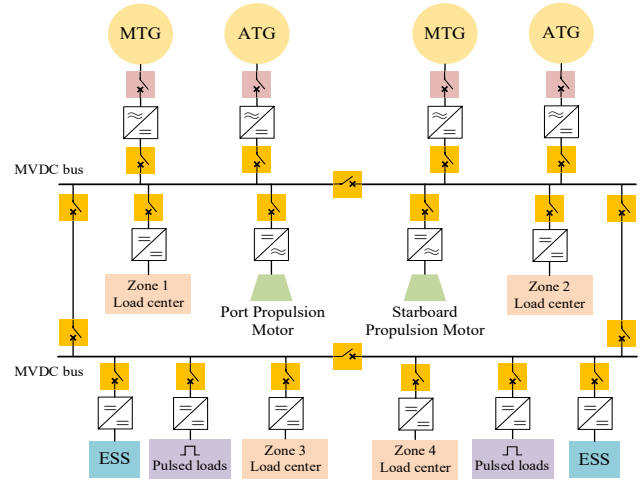 MTG
ATG
MTG
ATG
MVDC bus
Zone 1
Load center
Port Propulsion
Motor
Starboard
Propulsion Motor
Zone 2
Load center
MVDC bus
ESS
Pulsed loads
Zone 3
Load center
Zone 4
Load center
Pulsed loads
ESS